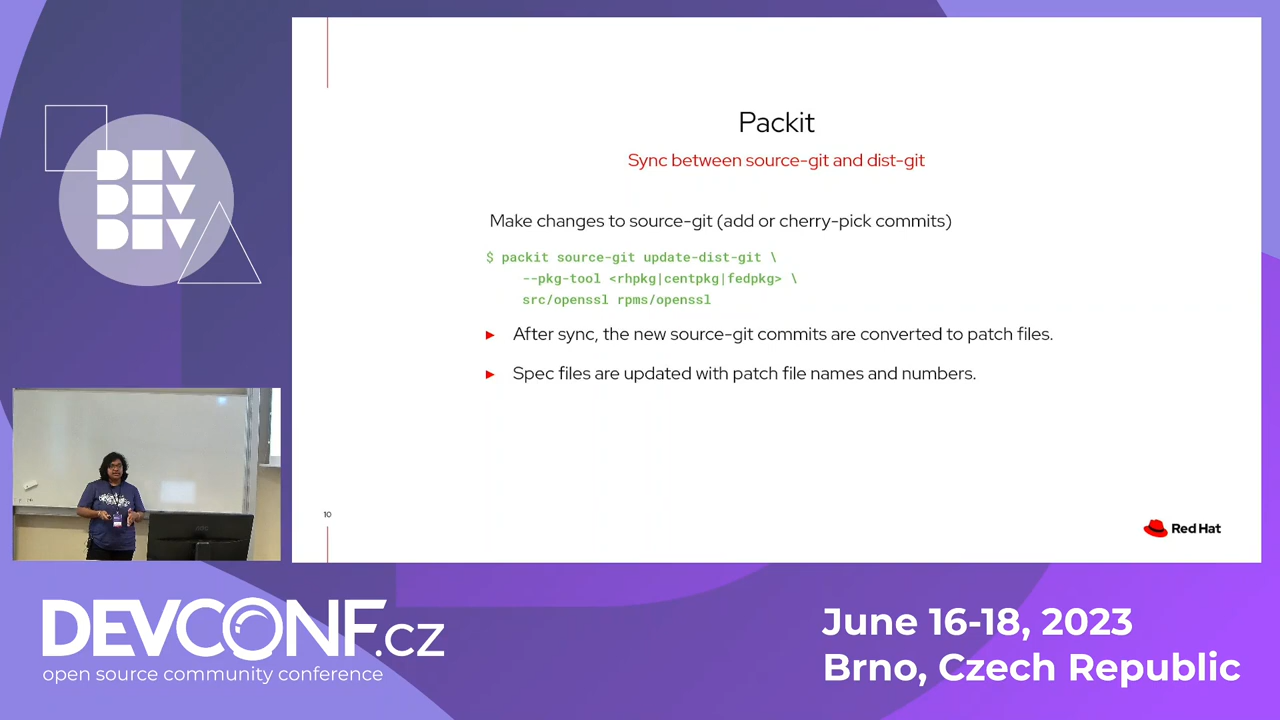 DEV
DEV
DEV
Packit
Sync between source-git and dist-git
Make changes to source-git (add or cherry-pick commits)
$ packit source-git update-dist-git \
--pkg-tool <rhpkg|centpkg|fedpkg> \
src/openssl rpms/openssl
► After sync, the new source-git commits are converted to patch files.
► Spec files are updated with patch file names and numbers.
10
Red Hat
DEVCONF.cz
open source community conference
June 16-18, 2023
Brno, Czech Republic